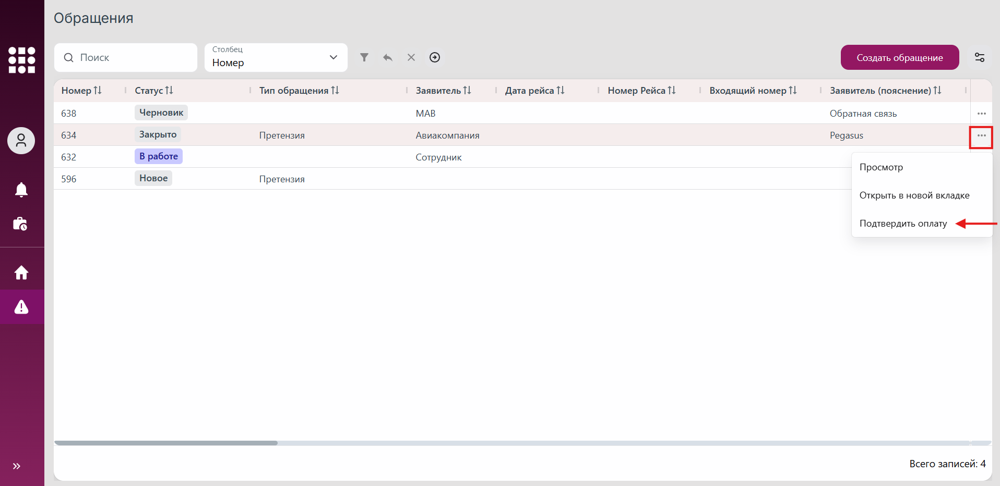 Обращения
Поиск
Столбец
Номер
Создать обращение
Номер Статус Тип обращения Заявитель Дата рейса Номер Рейса Входящий номер Заявитель (пояснение)
638 Черновик МАВ Обратная связь
634 Закрыто Претензия Авиакомпания Pegasus
632 В работе Сотрудник
596 Новое Претензия
Просмотр
Открыть в новой вкладке
Подтвердить оплату
Всего записей: 4